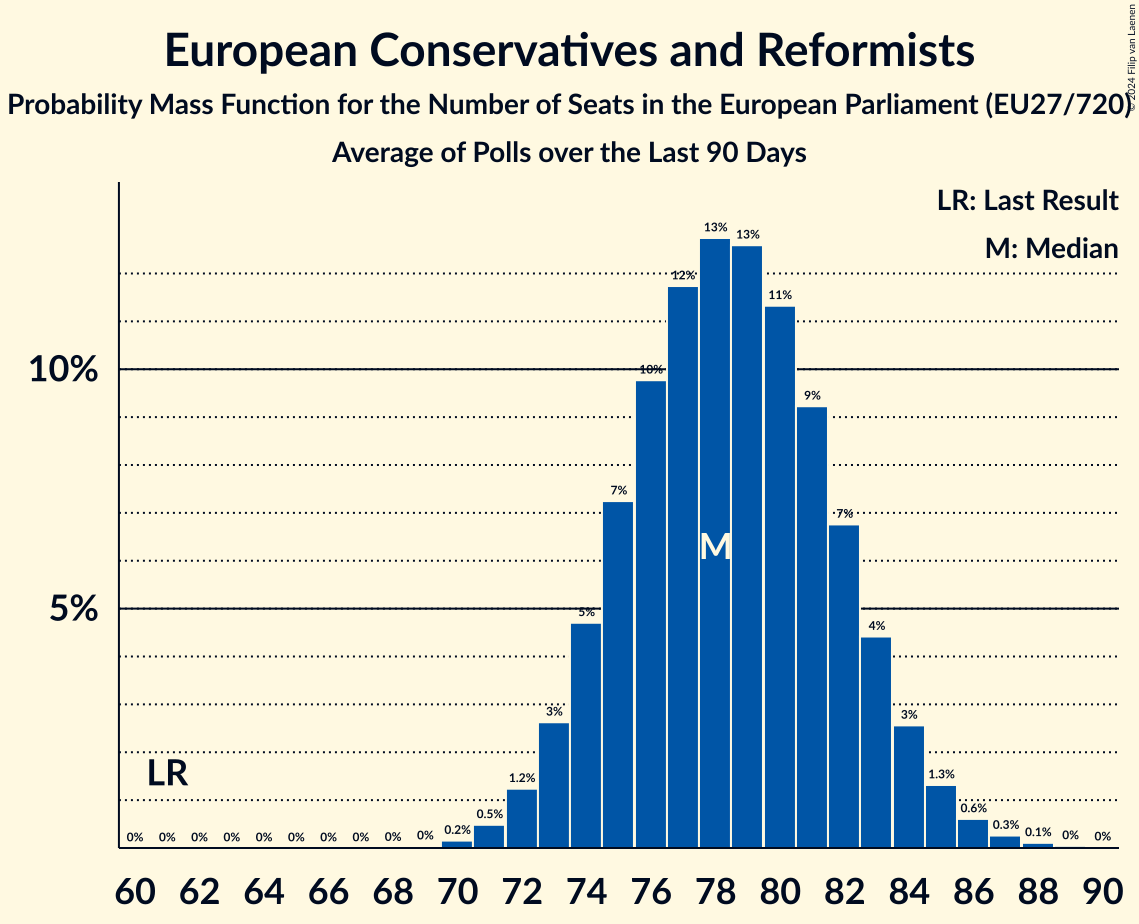 European Conservatives and Reformists
Probability Mass Function for the Number of Seats in the European Parliament (EU27/720)
Average of Polls over the Last 90 Days
© 2024 Filip van Laenen
LR: Last Result
M: Median
10%
5%
0% 0% 0% 0% 0% 0% 0% 0% 0% 0% 0.2% 0.5% 1.2% 3% 5% 7% 10% 12% 13% 13% 11% 9% 7% 4% 3% 1.3% 0.6% 0.3% 0.1% 0% 0%
M
LR
60 62 64 66 68 70 72 74 76 78 80 82 84 86 88 90